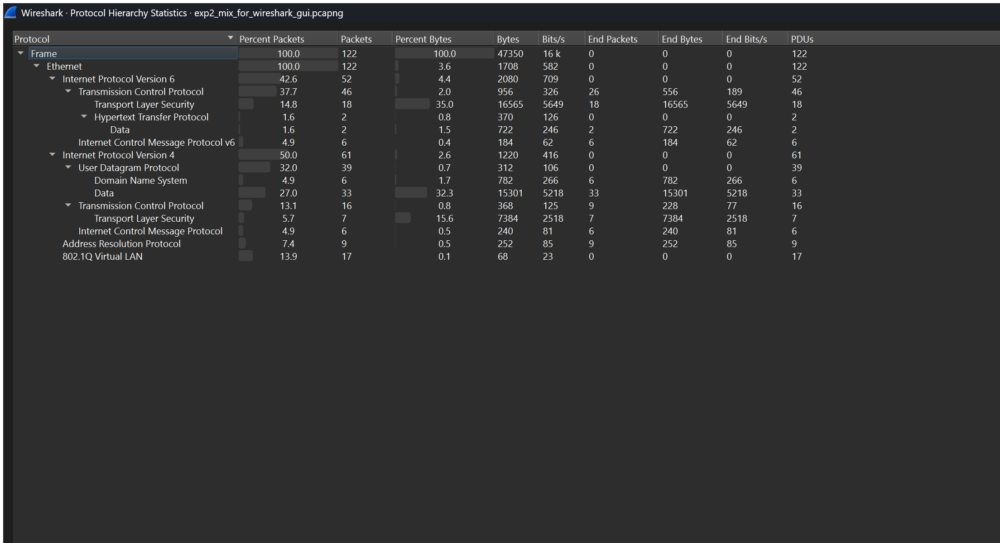 Wireshark · Protocol Hierarchy Statistics · exp2_mix_for_wireshark_gui.pcapng
Protocol Percent Packets Packets Percent Bytes Bytes Bits/s End Packets End Bytes End Bits/s PDUs
Frame 100.0 122 100.0 47350 16 k 0 0 0 122
Ethernet 100.0 122 3.6 1708 582 0 0 0 122
Internet Protocol Version 6 42.6 52 4.4 2080 709 0 0 0 52
Transmission Control Protocol 37.7 46 2.0 956 326 26 556 189 46
Transport Layer Security 14.8 18 35.0 16565 5649 18 16565 5649 18
Hypertext Transfer Protocol 1.6 2 0.8 370 126 0 0 0 2
Data 1.6 2 1.5 722 246 2 722 246 2
Internet Control Message Protocol v6 4.9 6 0.4 184 62 6 184 62 6
Internet Protocol Version 4 50.0 61 2.6 1220 416 0 0 0 61
User Datagram Protocol 32.0 39 0.7 312 106 0 0 0 39
Domain Name System 4.9 6 1.7 782 266 6 782 266 6
Data 27.0 33 32.3 15301 5218 33 15301 5218 33
Transmission Control Protocol 13.1 16 0.8 368 125 9 228 77 16
Transport Layer Security 5.7 7 15.6 7384 2518 7 7384 2518 7
Internet Control Message Protocol 4.9 6 0.5 240 81 6 240 81 6
Address Resolution Protocol 7.4 9 0.5 252 85 9 252 85 9
802.1Q Virtual LAN 13.9 17 0.1 68 23 0 0 0 17